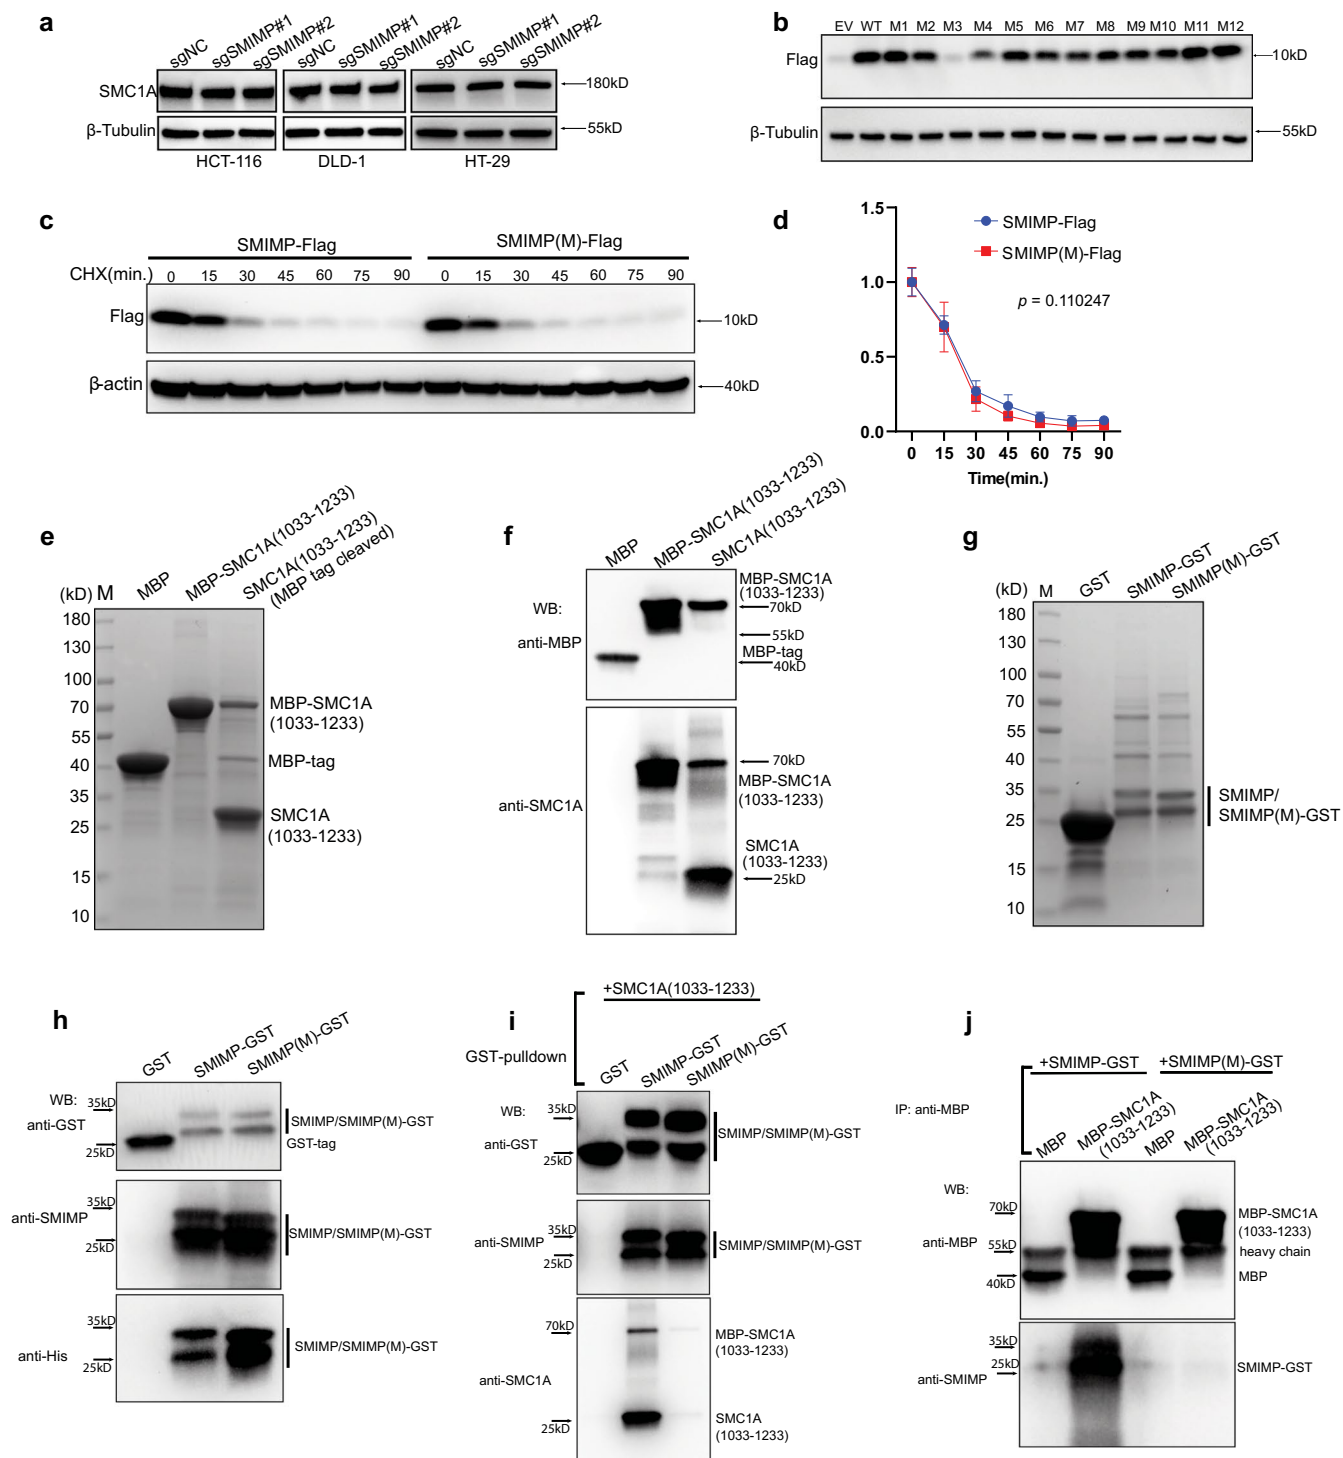 a
sgNC
sgSMIMP#1
sgSMIMP#2
sgNC
sgSMIMP#1
sgSMIMP#2
sgNC
sgSMIMP#1
sgSMIMP#2
SMC1A
180kD
β-Tubulin
55kD
HCT-116 DLD-1 HT-29
b
EV WT M1 M2 M3 M4 M5 M6 M7 M8 M9 M10 M11 M12
Flag
10kD
β-Tubulin
55kD
c
SMIMP-Flag SMIMP(M)-Flag
CHX(min.) 0 15 30 45 60 75 90 0 15 30 45 60 75 90
Flag
10kD
β-actin
40kD
d
1.5
1.0
0.5
0.0
SMIMP-Flag
SMIMP(M)-Flag
p = 0.110247
0 15 30 45 60 75 90
Time(min.)
e
(kD) M
MBP
MBP-SMC1A(1033-1233)
SMC1A(1033-1233)
(MBP tag cleaved)
180
130
100
70
55
40
35
25
15
10
MBP-SMC1A
(1033-1233)
MBP-tag
SMC1A
(1033-1233)
f
MBP
MBP-SMC1A(1033-1233)
SMC1A(1033-1233)
WB:
anti-MBP
MBP-SMC1A
(1033-1233)
70kD
55kD
MBP-tag
40kD
anti-SMC1A
70kD
MBP-SMC1A
(1033-1233)
SMC1A
(1033-1233)
25kD
g
(kD) M
GST
SMIMP-GST
SMIMP(M)-GST
180
130
100
70
55
40
35
25
15
10
SMIMP/
SMIMP(M)-GST
h
GST
SMIMP-GST
SMIMP(M)-GST
WB:
anti-GST
35kD
25kD
SMIMP/SMIMP(M)-GST
GST-tag
anti-SMIMP
35kD
25kD
SMIMP/SMIMP(M)-GST
anti-His
35kD
25kD
SMIMP/SMIMP(M)-GST
i
+SMC1A(1033-1233)
GST-pulldown
GST
SMIMP-GST
SMIMP(M)-GST
WB:
anti-GST
35kD
25kD
SMIMP/SMIMP(M)-GST
anti-SMIMP
35kD
25kD
SMIMP/SMIMP(M)-GST
anti-SMC1A
70kD
MBP-SMC1A
(1033-1233)
25kD
SMC1A
(1033-1233)
j
+SMIMP-GST +SMIMP(M)-GST
IP: anti-MBP
MBP
MBP-SMC1A
(1033-1233)
MBP
MBP-SMC1A
(1033-1233)
WB:
anti-MBP
70kD
55kD
40kD
MBP-SMC1A
(1033-1233)
heavy chain
MBP
anti-SMIMP
35kD
25kD
SMIMP-GST